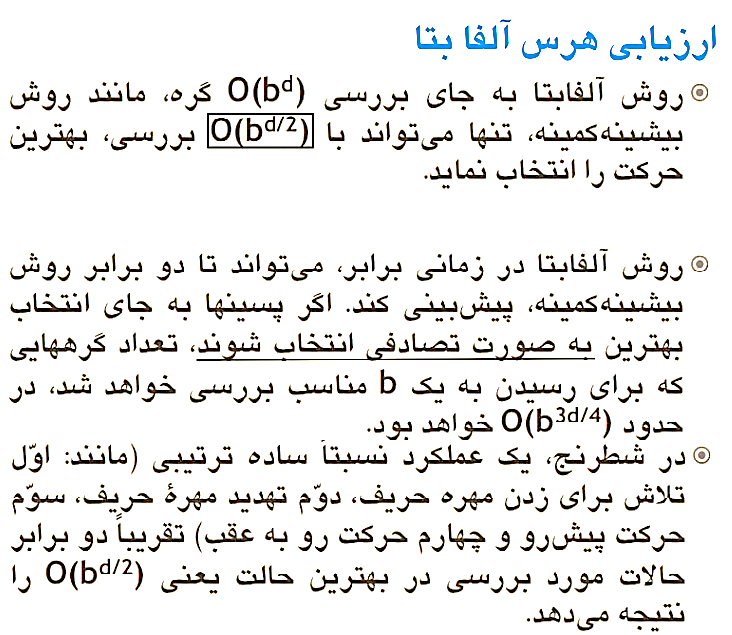 ارزیابی هرس آلفا بتا
روش آلفابتا به جای بررسی O(b^d) گره، مانند روش
بیشینه‌کمینه، تنها می‌تواند با O(b^d/2) بررسی، بهترین
حرکت را انتخاب نماید.
روش آلفابتا در زمانی برابر، می‌تواند تا دو برابر روش
بیشینه‌کمینه، پیش‌بینی کند. اگر پسینها به جای انتخاب
بهترین به صورت تصادفی انتخاب شوند، تعداد گرههایی
که برای رسیدن به یک b مناسب بررسی خواهد شد، در
حدود O(b^3d/4) خواهد بود.
در شطرنج، یک عملکرد نسبتاً ساده ترتیبی (مانند: اوّل
تلاش برای زدن مهره حریف، دوّم تهدید مهرهٔ حریف، سوّم
حرکت پیش‌رو و چهارم حرکت رو به عقب) تقریباً دو برابر
حالات مورد بررسی در بهترین حالت یعنی O(b^d/2) را
نتیجه می‌دهد.